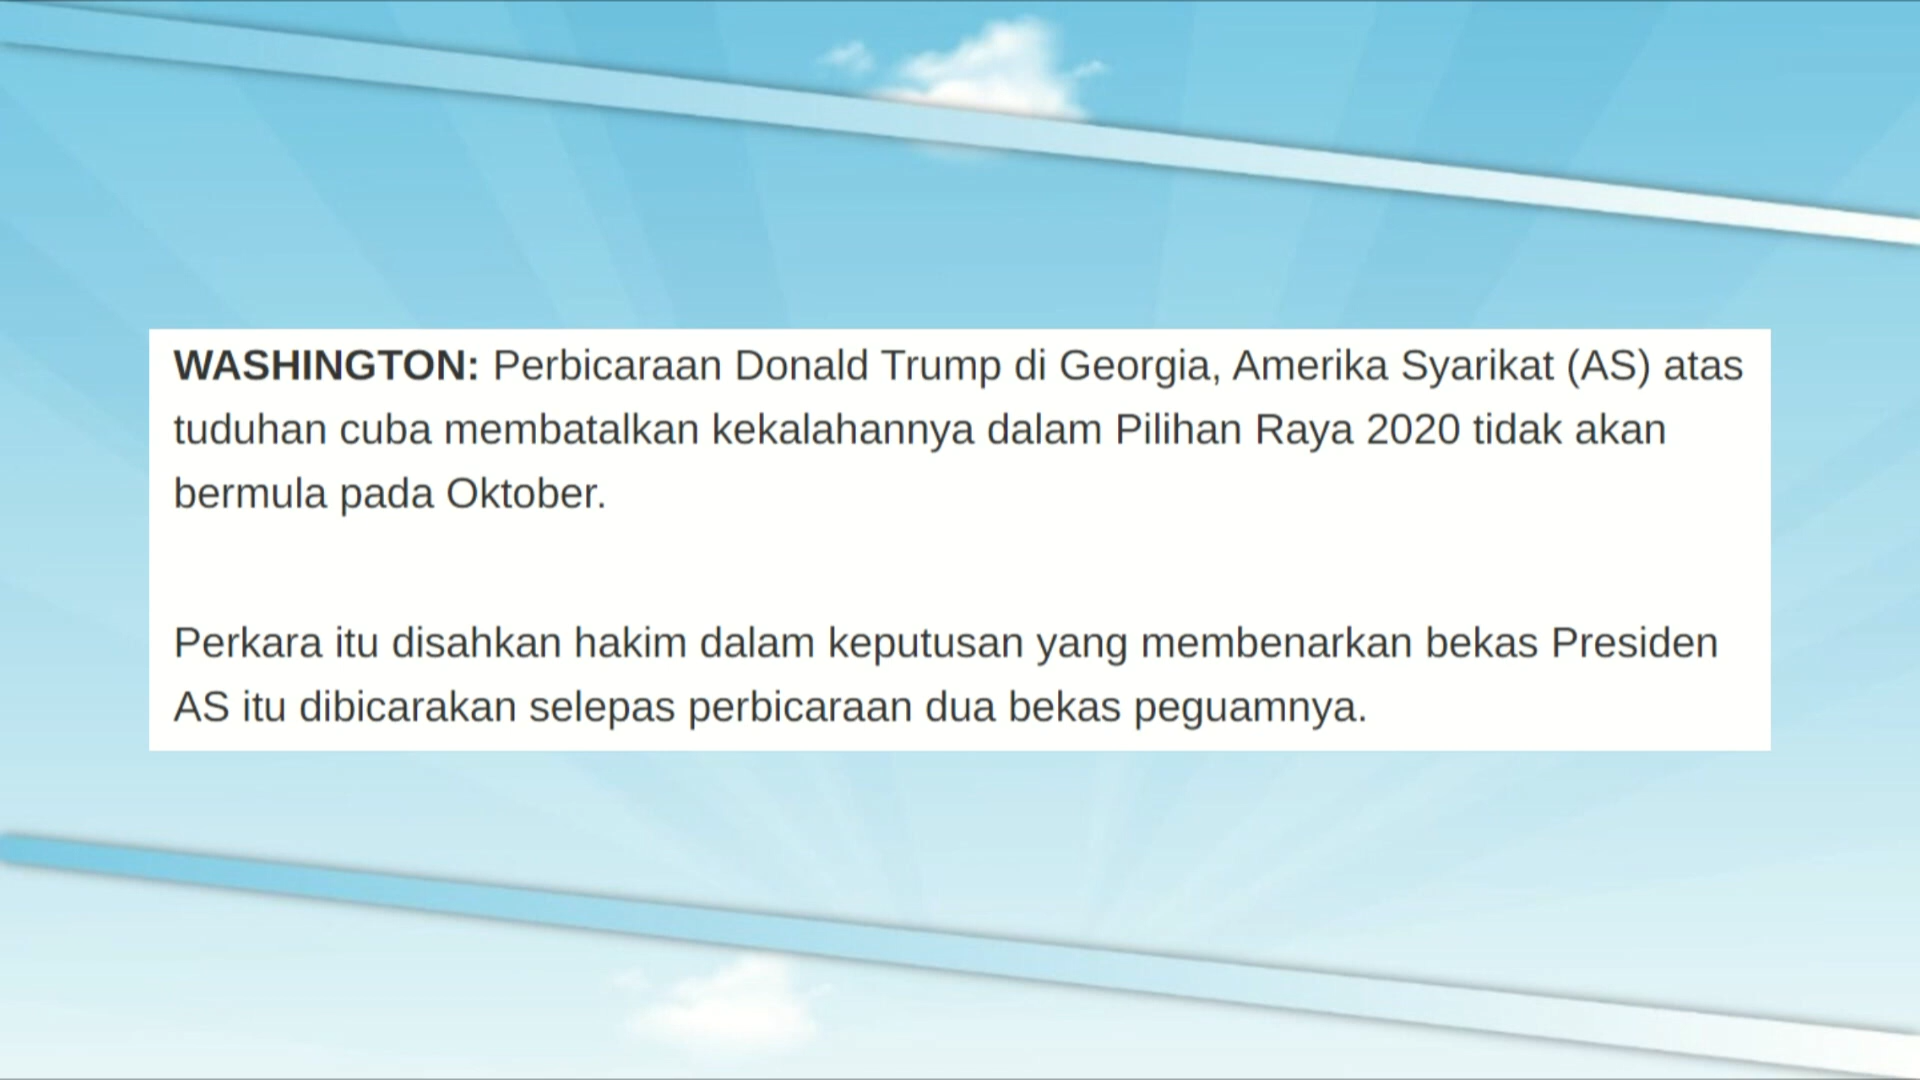 WASHINGTON: Perbicaraan Donald Trump di Georgia, Amerika Syarikat (AS) atas
tuduhan cuba membatalkan kekalahannya dalam Pilihan Raya 2020 tidak akan
bermula pada Oktober.
Perkara itu disahkan hakim dalam keputusan yang membenarkan bekas Presiden
AS itu dibicarakan selepas perbicaraan dua bekas peguamnya.